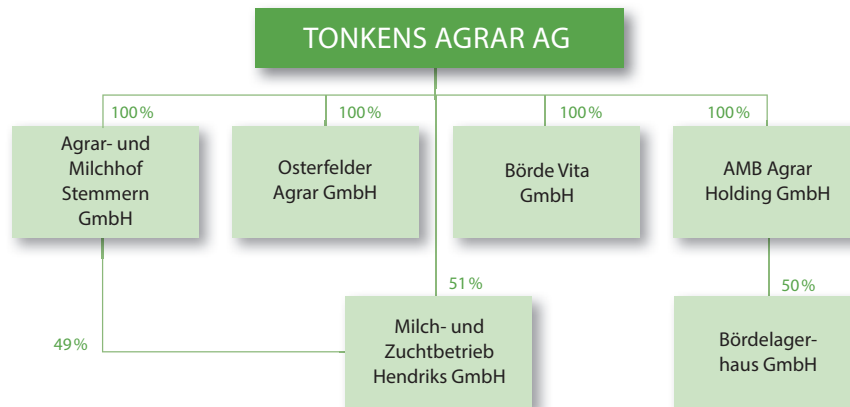 TONKENS AGRAR AG
100%
100%
100%
100%
Agrar- und
Milchhof
Stemmern
GmbH
Osterfelder
Agrar GmbH
Börde Vita
GmbH
AMB Agrar
Holding GmbH
51%
50%
49%
Milch- und
Zuchtbetrieb
Hendriks GmbH
Bördelager-
haus GmbH